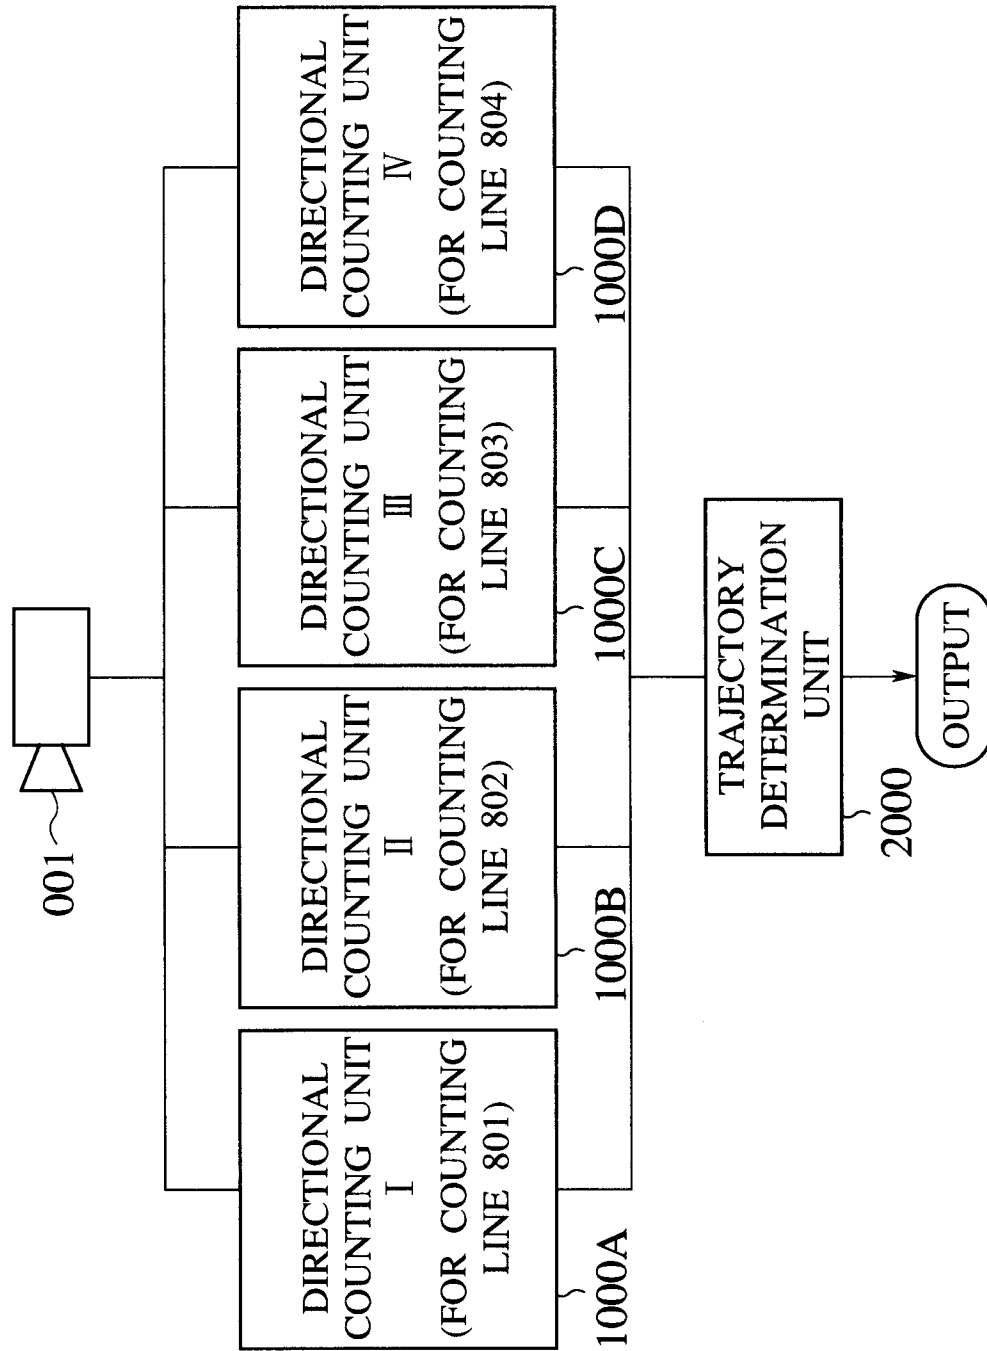 001
DIRECTIONAL
COUNTING UNIT
I
(FOR COUNTING
LINE 801)
1000A
DIRECTIONAL
COUNTING UNIT
II
(FOR COUNTING
LINE 802)
1000B
DIRECTIONAL
COUNTING UNIT
III
(FOR COUNTING
LINE 803)
1000C
DIRECTIONAL
COUNTING UNIT
IV
(FOR COUNTING
LINE 804)
1000D
TRAJECTORY
DETERMINATION
UNIT
2000
OUTPUT